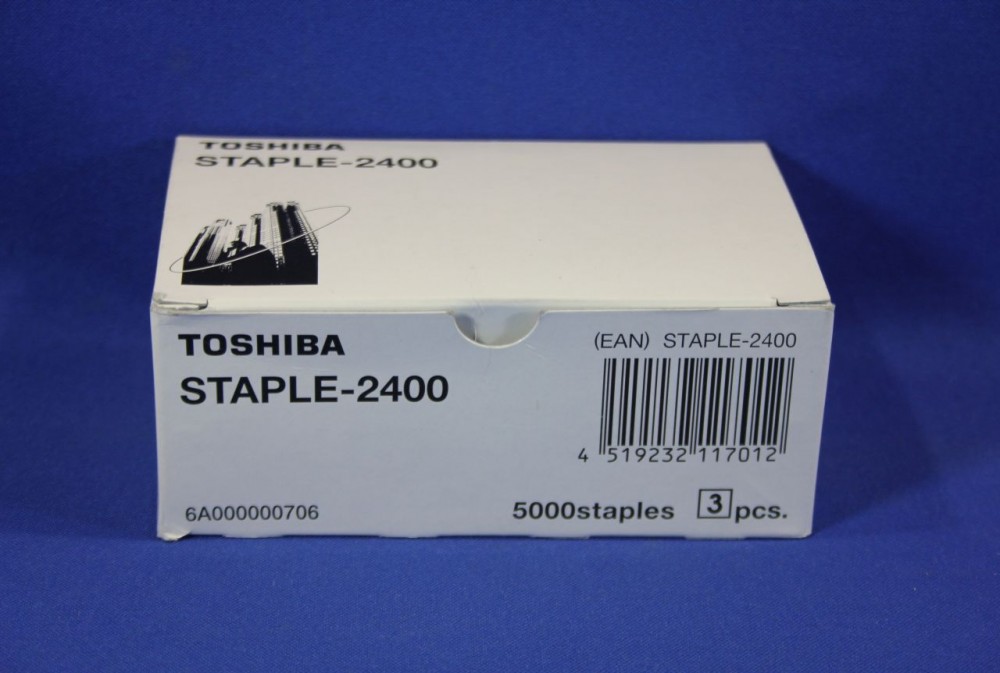 TOSHIBA
STAPLE-2400
TOSHIBA
STAPLE-2400
(EAN) STAPLE-2400
4 519232 117012
6A000000706
5000staples 3 pcs.